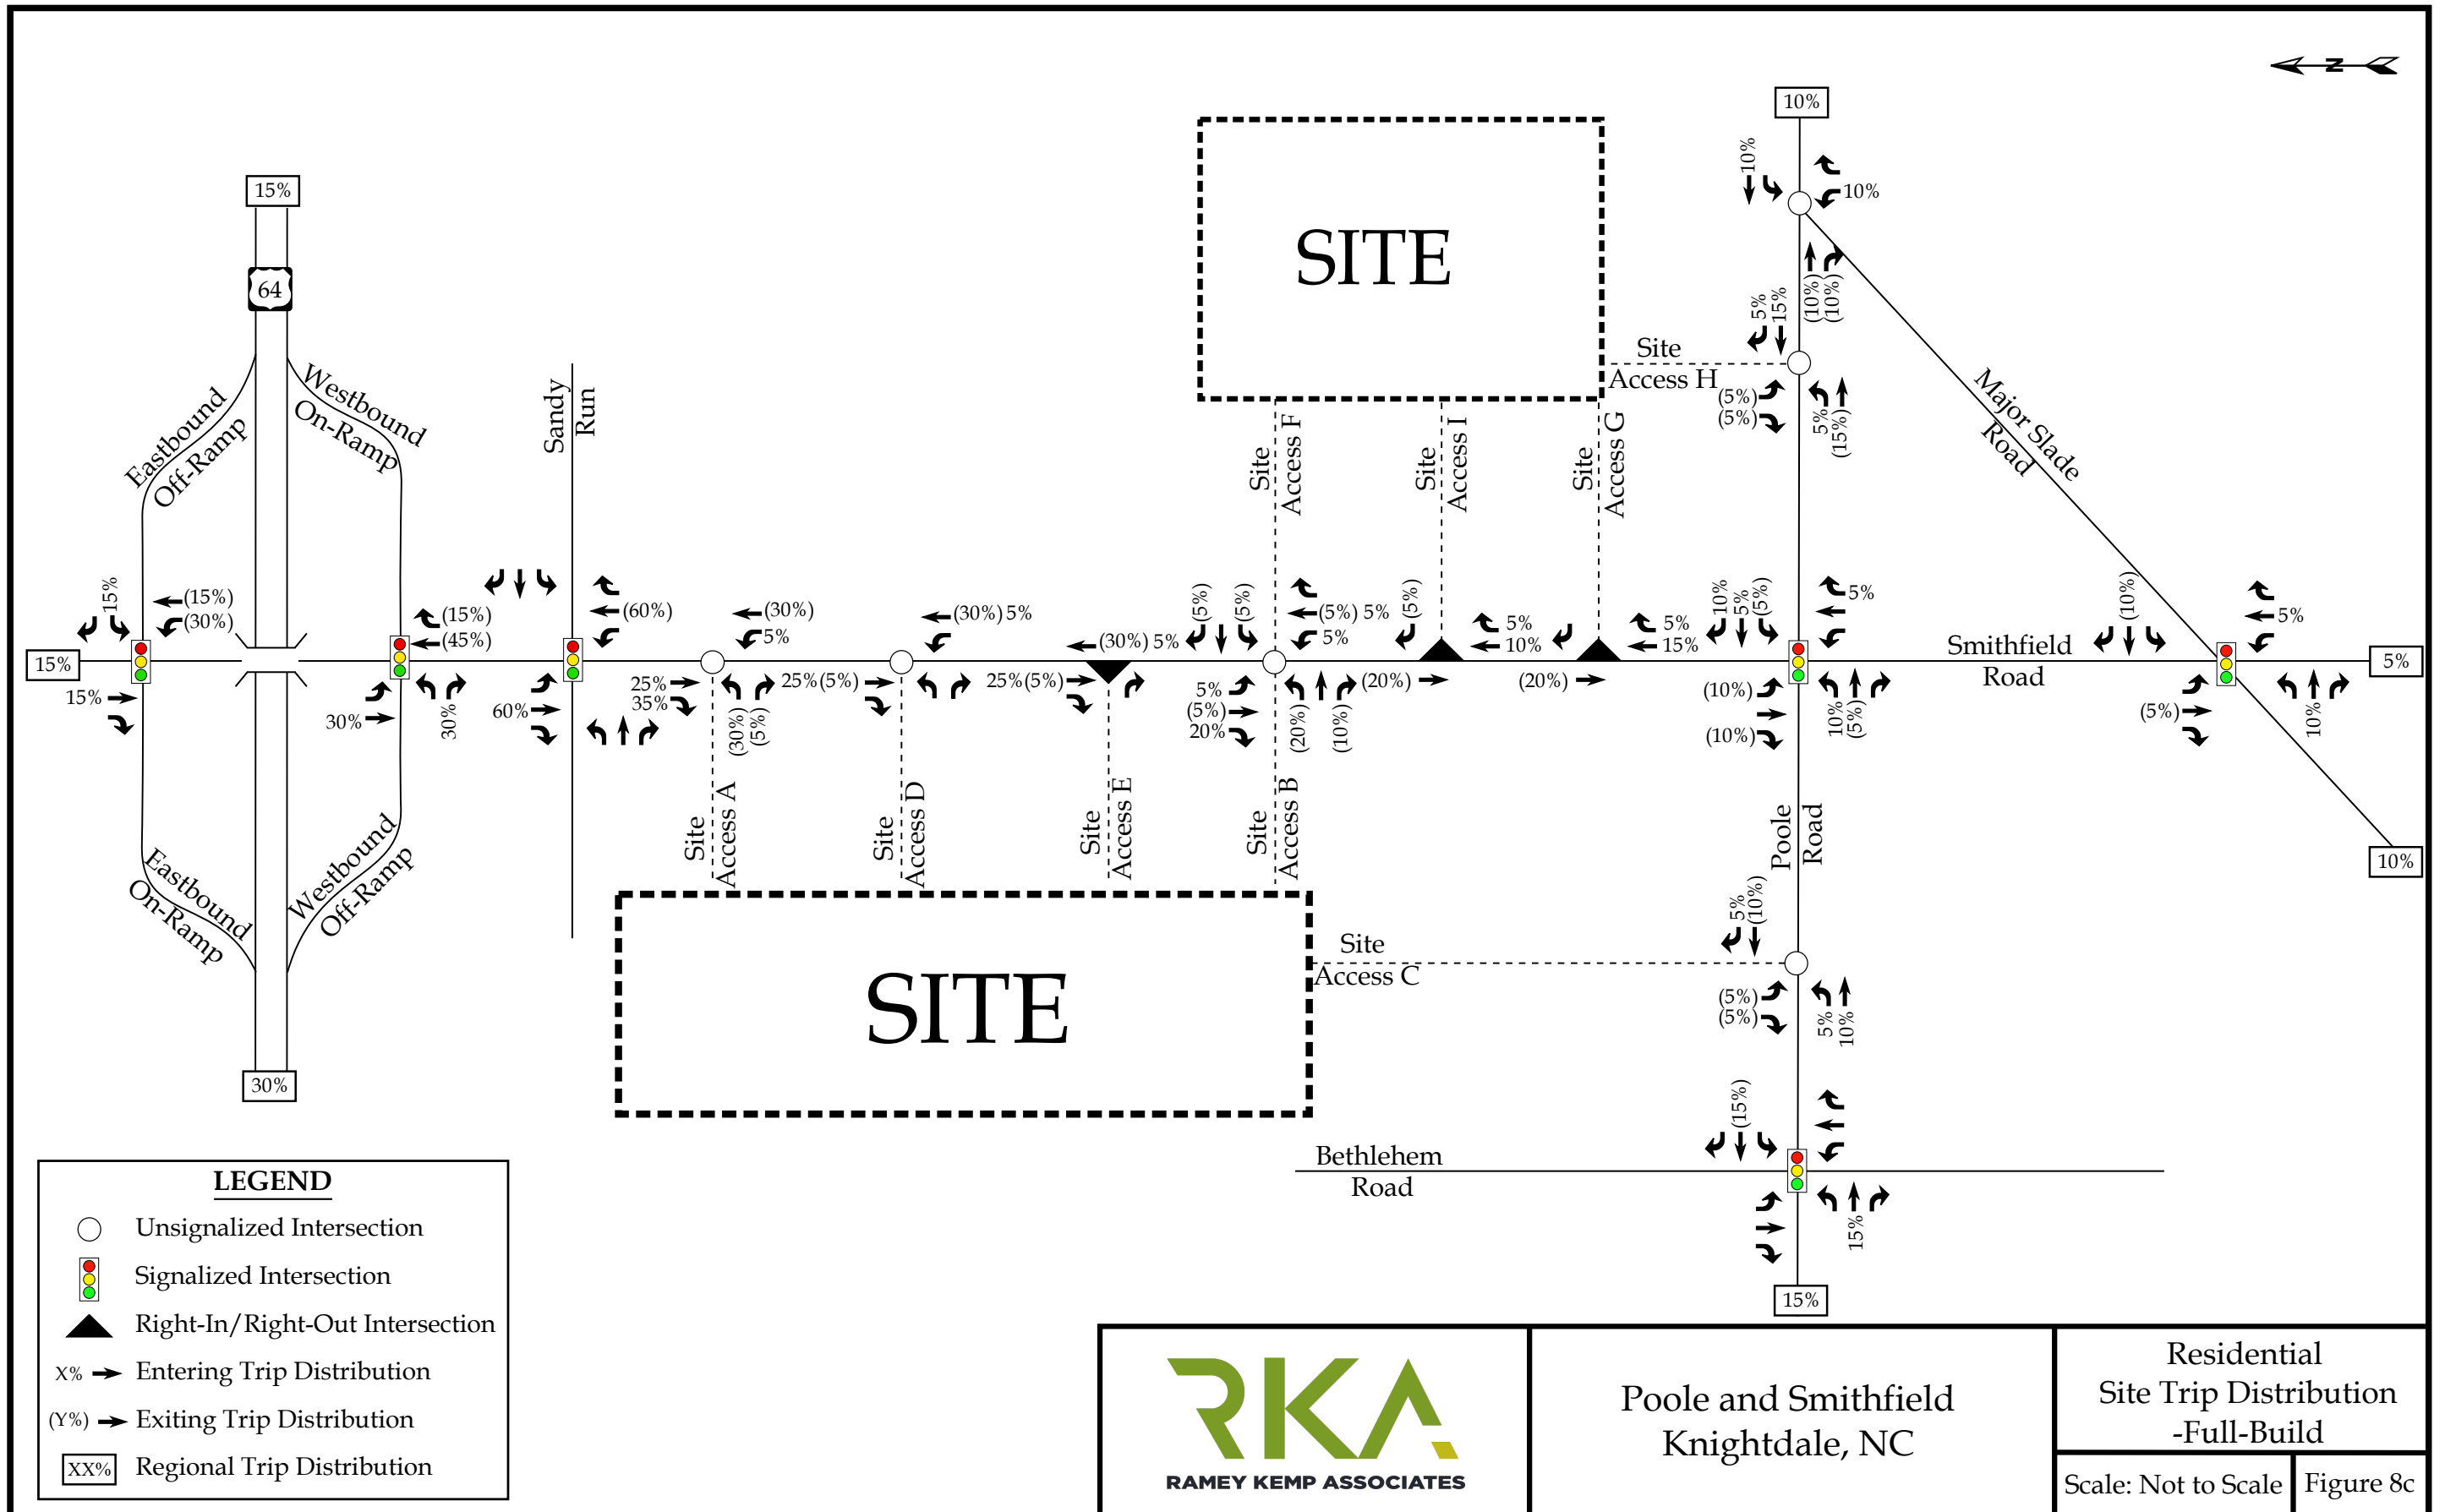 N
10%
15%
64
Eastbound
Off-Ramp
Westbound
On-Ramp
Sandy
Run
SITE
10%
10%
5%
15%
(10%)
(10%)
Site
Access H
(5%)
(5%)
5%
(15%)
Major Slade
Road
Site
Access F
Site
Access I
Site
Access G
15%
15%
(15%)
(30%)
15%
(15%)
(45%)
30%
30%
(60%)
60%
(30%)
5%
25%
35%
(30%)
(5%)
(30%) 5%
25%(5%)
(30%) 5%
25%(5%)
(5%)
(5%)
(5%) 5%
5%
5%
(5%)
20%
(20%)
(10%)
(5%)
5%
10%
(20%)
5%
15%
(20%)
10%
5%
(5%)
5%
(10%)
(10%)
10%
(5%)
Smithfield
Road
(10%)
5%
5%
(5%)
10%
10%
Site
Access A
Site
Access D
Site
Access E
Site
Access B
Poole
Road
Eastbound
On-Ramp
Westbound
Off-Ramp
30%
SITE
Site
Access C
5%
(10%)
(5%)
(5%)
5%
10%
Bethlehem
Road
(15%)
15%
15%
LEGEND
Unsignalized Intersection
Signalized Intersection
Right-In/Right-Out Intersection
X% Entering Trip Distribution
(Y%) Exiting Trip Distribution
XX% Regional Trip Distribution
RKA
RAMEY KEMP ASSOCIATES
Poole and Smithfield
Knightdale, NC
Residential
Site Trip Distribution
-Full-Build
Scale: Not to Scale
Figure 8c